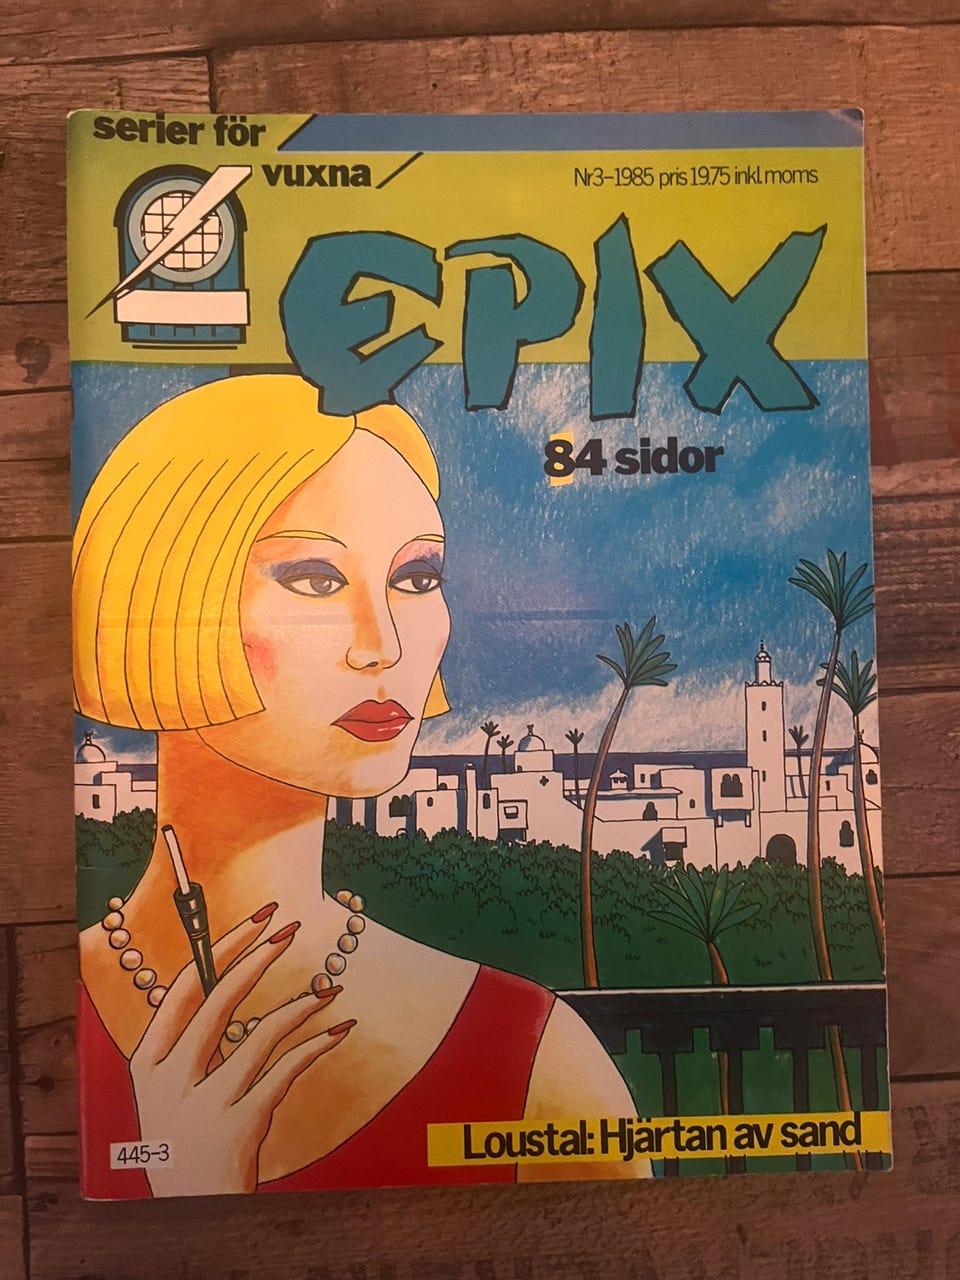 serier för
vuxna
Nr3-1985 pris 19.75 inkl. moms
EPIX
84 sidor
Loustal: Hjärtan av sand
445-3